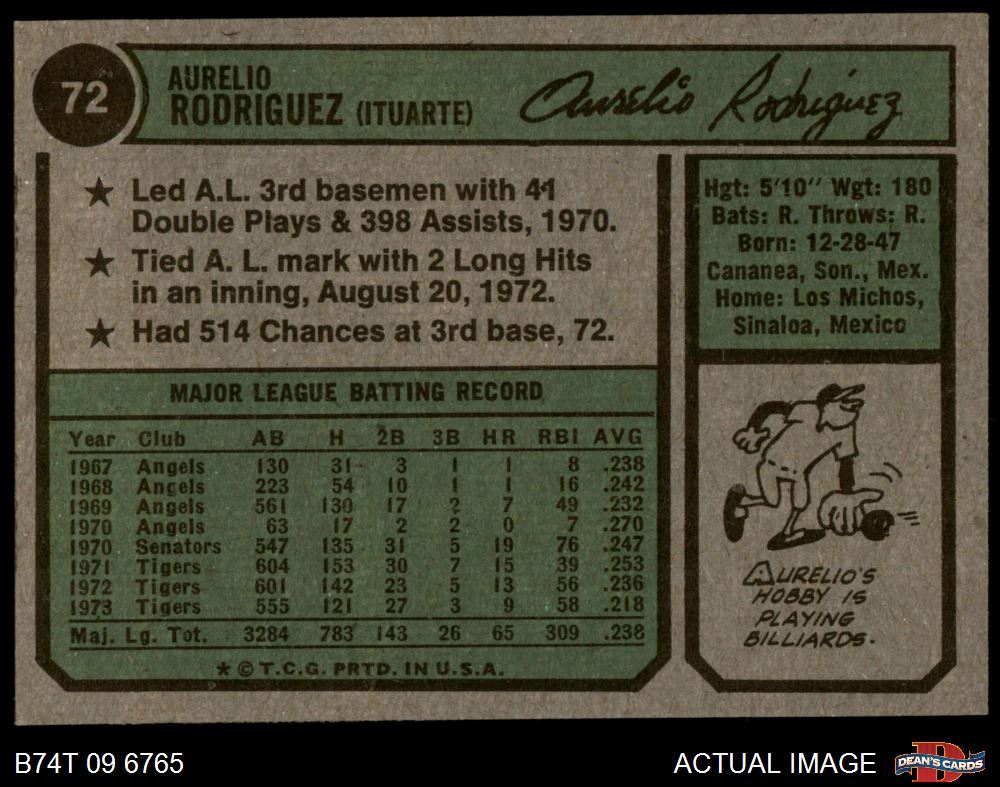 72
AURELIO
RODRIGUEZ (ITUARTE)
Aurelio Rodriguez
★ Led A.L. 3rd basemen with 41
Double Plays & 398 Assists, 1970.
★ Tied A. L. mark with 2 Long Hits
in an inning, August 20, 1972.
★ Had 514 Chances at 3rd base, 72.
Hgt: 5'10" Wgt: 180
Bats: R. Throws: R.
Born: 12-28-47
Cananea, Son., Mex.
Home: Los Michos,
Sinaloa, Mexico
MAJOR LEAGUE BATTING RECORD
Year Club AB H 2B 3B HR RBI AVG
1967 Angels 130 31 3 1 1 8 .238
1968 Angels 223 54 10 1 1 16 .242
1969 Angels 561 130 17 2 7 49 .232
1970 Angels 63 17 2 2 0 7 .270
1970 Senators 547 135 31 5 19 76 .247
1971 Tigers 604 153 30 7 15 39 .253
1972 Tigers 601 142 23 5 13 56 .236
1973 Tigers 555 121 27 3 9 58 .218
Maj. Lg. Tot. 3284 783 143 26 65 309 .238
★ © T.C.G. PRTD. IN U.S.A.
AURELIO'S
HOBBY IS
PLAYING
BILLIARDS.
B74T 09 6765
ACTUAL IMAGE
DEAN'S CARDS